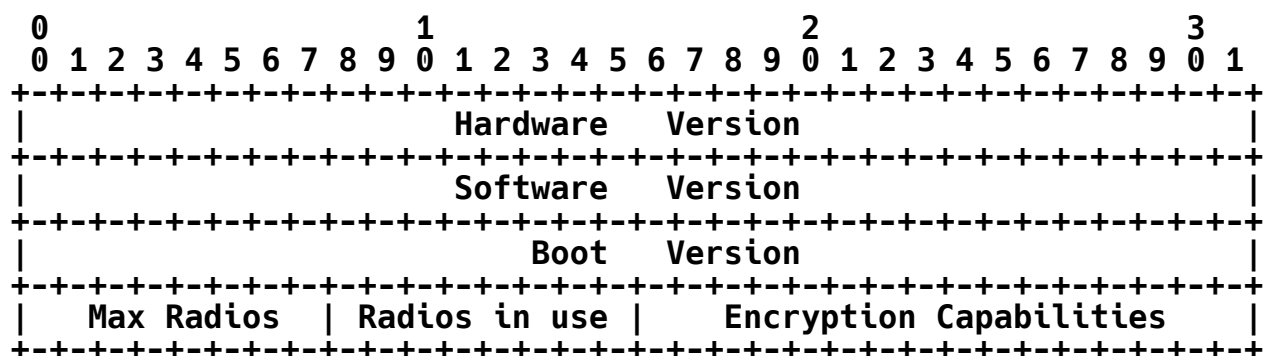 0                   1                   2                   3
 0 1 2 3 4 5 6 7 8 9 0 1 2 3 4 5 6 7 8 9 0 1 2 3 4 5 6 7 8 9 0 1
+-+-+-+-+-+-+-+-+-+-+-+-+-+-+-+-+-+-+-+-+-+-+-+-+-+-+-+-+-+-+-+-+
|                      Hardware   Version                       |
+-+-+-+-+-+-+-+-+-+-+-+-+-+-+-+-+-+-+-+-+-+-+-+-+-+-+-+-+-+-+-+-+
|                      Software   Version                       |
+-+-+-+-+-+-+-+-+-+-+-+-+-+-+-+-+-+-+-+-+-+-+-+-+-+-+-+-+-+-+-+-+
|                          Boot   Version                       |
+-+-+-+-+-+-+-+-+-+-+-+-+-+-+-+-+-+-+-+-+-+-+-+-+-+-+-+-+-+-+-+-+
|   Max Radios  | Radios in use |    Encryption Capabilities    |
+-+-+-+-+-+-+-+-+-+-+-+-+-+-+-+-+-+-+-+-+-+-+-+-+-+-+-+-+-+-+-+-+